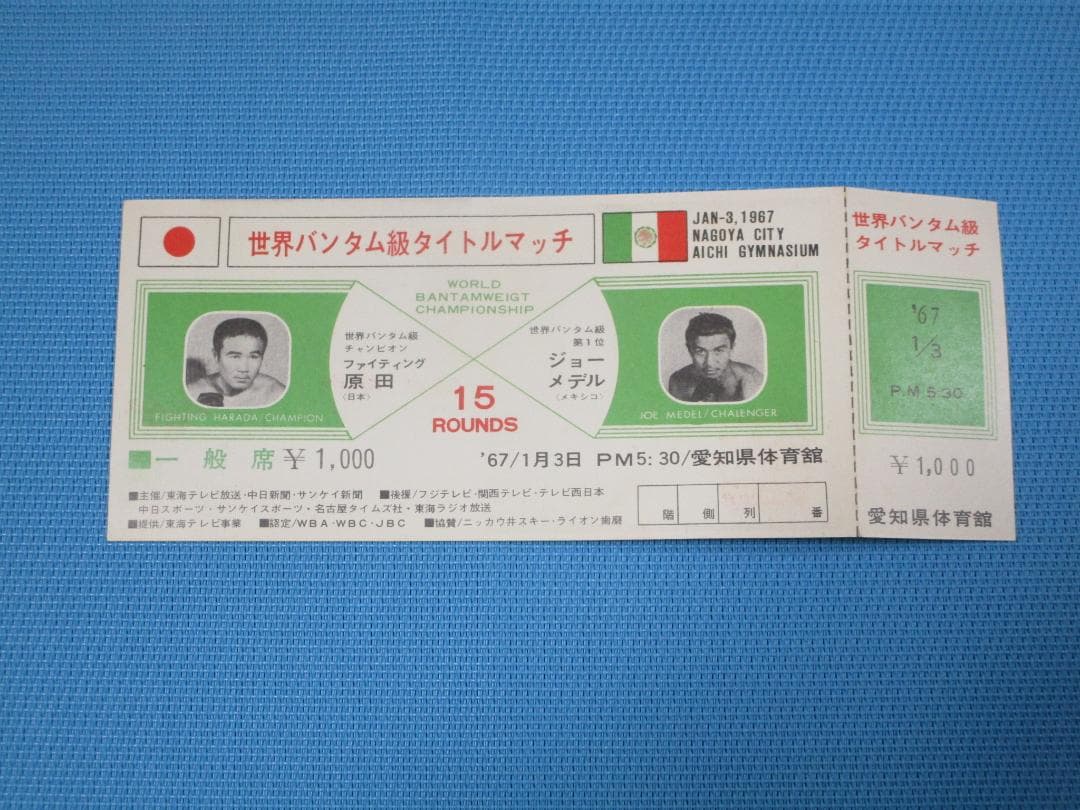 世界バンタム級タイトルマッチ
JAN-3,1967
NAGOYA CITY
AICHI GYMNASIUM
WORLD
BANTAMWEIGT
CHAMPIONSHIP
世界バンタム級
チャンピオン
ファイティング
原田
〈日本〉
FIGHTING HARADA/CHAMPION
世界バンタム級
第1位
ジョー
メデル
〈メキシコ〉
JOE MEDEL/CHALENGER
15
ROUNDS
一般席 ¥1,000
'67/1月3日 PM5:30/愛知県体育館
■主催/東海テレビ放送・中日新聞・サンケイ新聞 ■後援/フジテレビ・関西テレビ・テレビ西日本
中日スポーツ・サンケイスポーツ・名古屋タイムズ社・東海ラジオ放送
■提供/東海テレビ事業 ■認定/WBA・WBC・JBC ■協賛/ニッカウ井スキー・ライオン歯磨
階 側 列 番
世界バンタム級
タイトルマッチ
'67
1/3
P.M 5:30
¥1,000
愛知県体育館